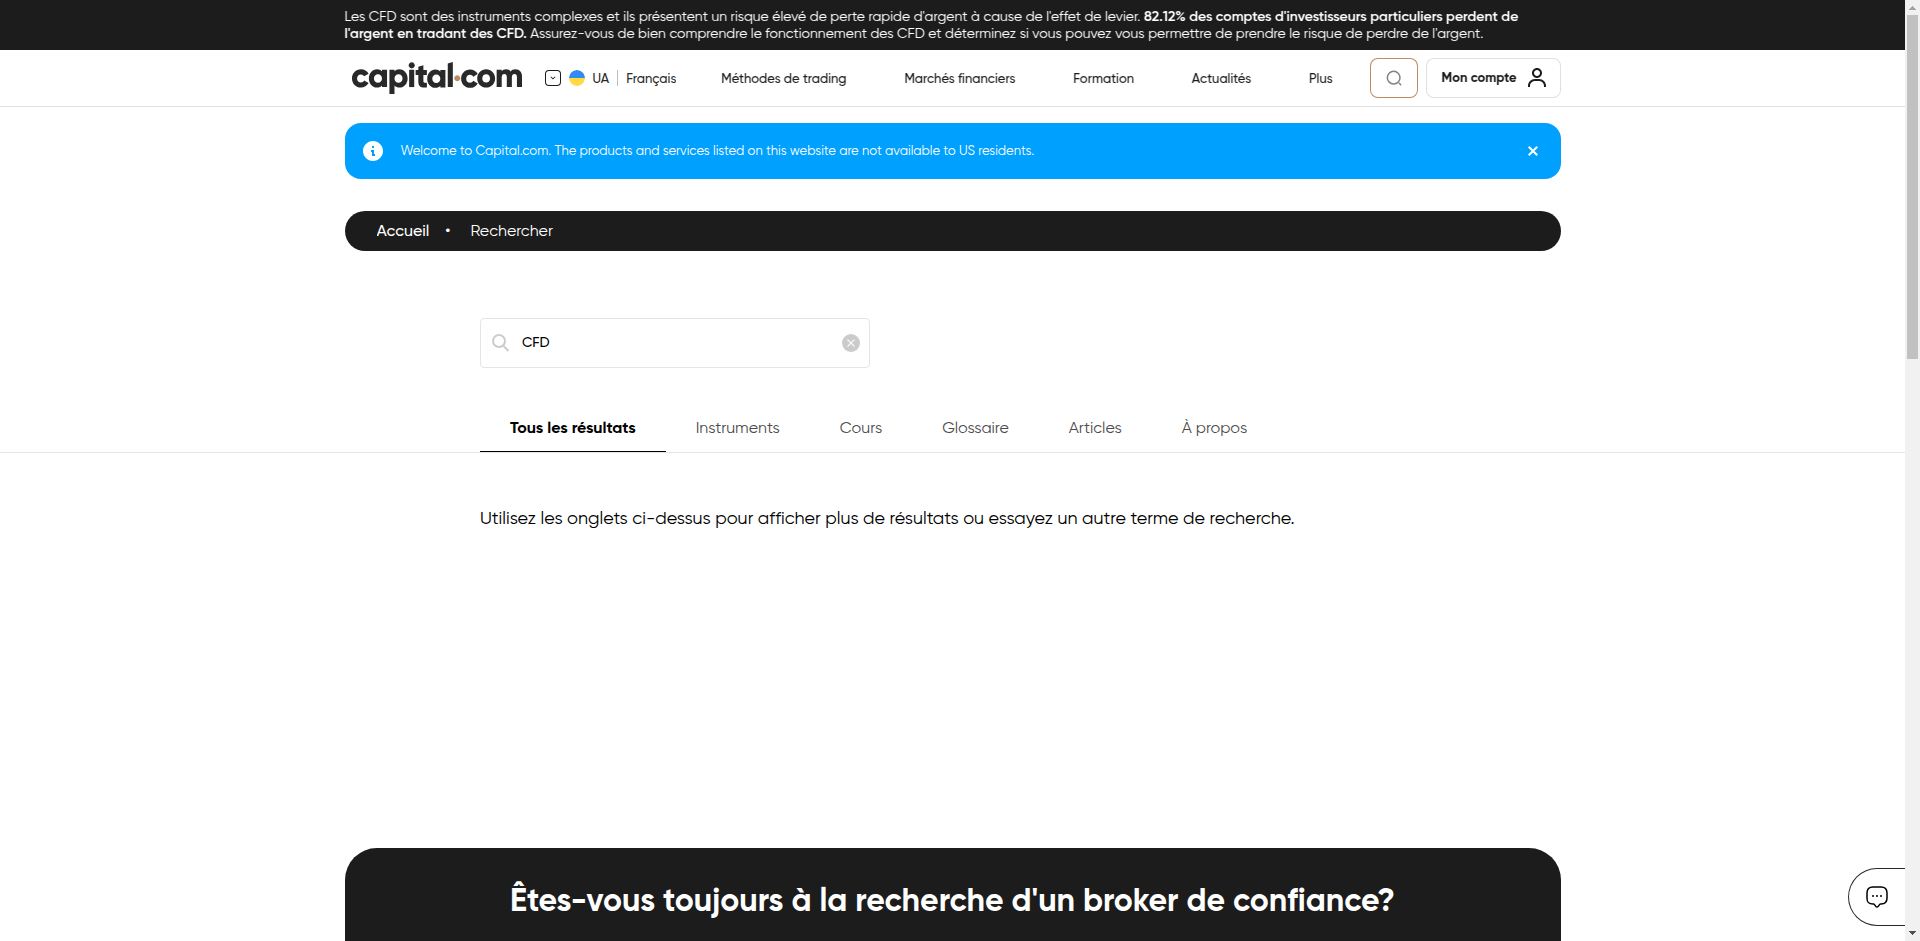 Les CFD sont des instruments complexes et ils présentent un risque élevé de perte rapide d'argent à cause de l'effet de levier. 82.12% des comptes d'investisseurs particuliers perdent de
l'argent en tradant des CFD. Assurez-vous de bien comprendre le fonctionnement des CFD et déterminez si vous pouvez vous permettre de prendre le risque de perdre de l'argent.
capital.com UA Français Méthodes de trading Marchés financiers Formation Actualités Plus Mon compte
Welcome to Capital.com. The products and services listed on this website are not available to US residents.
Accueil • Rechercher
CFD
Tous les résultats Instruments Cours Glossaire Articles À propos
Utilisez les onglets ci-dessus pour afficher plus de résultats ou essayez un autre terme de recherche.
Êtes-vous toujours à la recherche d'un broker de confiance?